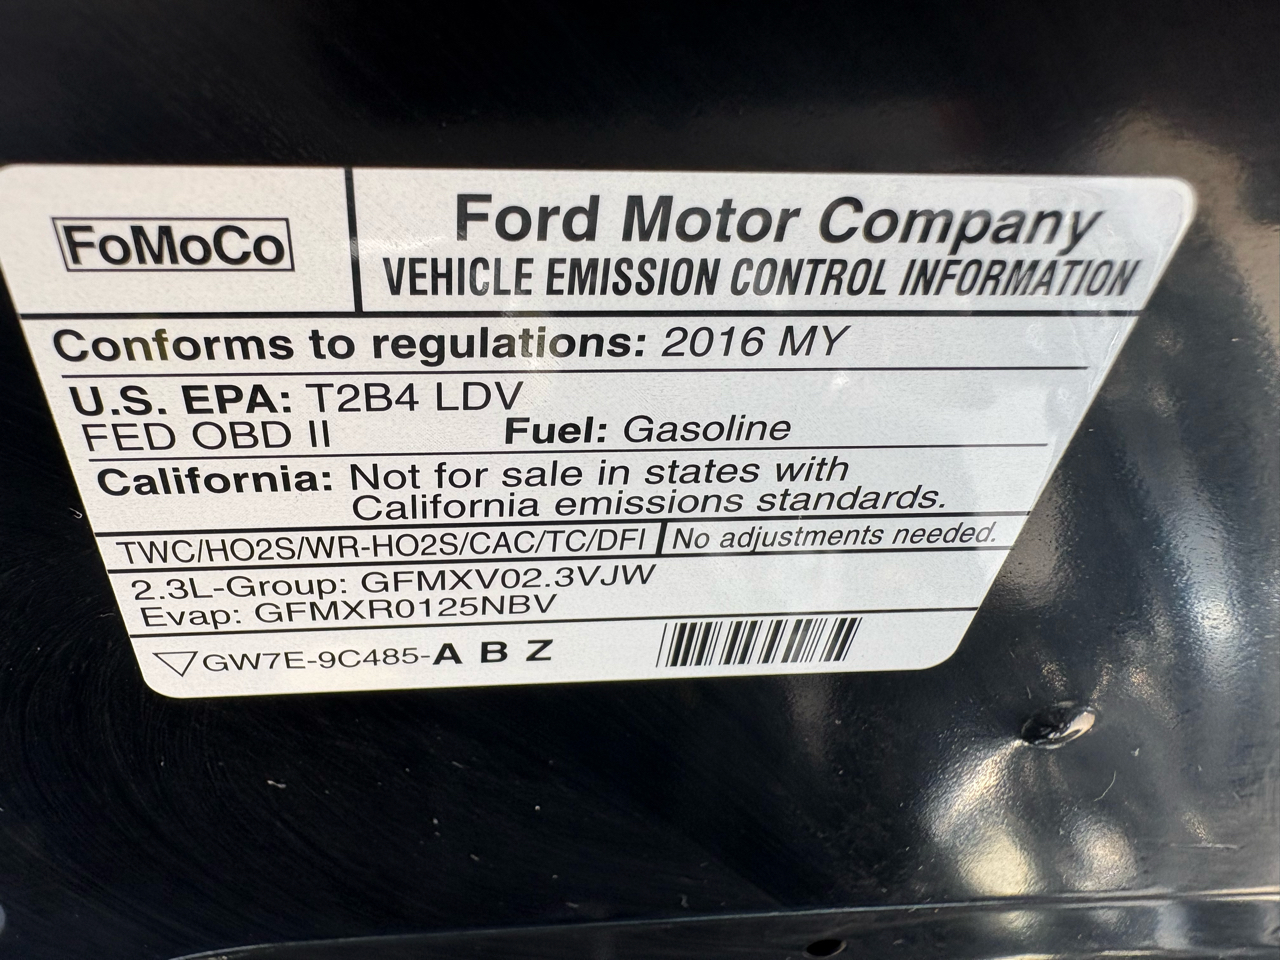 FoMoCo
Ford Motor Company
VEHICLE EMISSION CONTROL INFORMATION
Conforms to regulations: 2016 MY
U.S. EPA: T2B4 LDV
FED OBD II Fuel: Gasoline
California: Not for sale in states with
California emissions standards.
TWC/HO2S/WR-HO2S/CAC/TC/DFI No adjustments needed.
2.3L-Group: GFMXV02.3VJW
Evap: GFMXR0125NBV
GW7E-9C485-A B Z